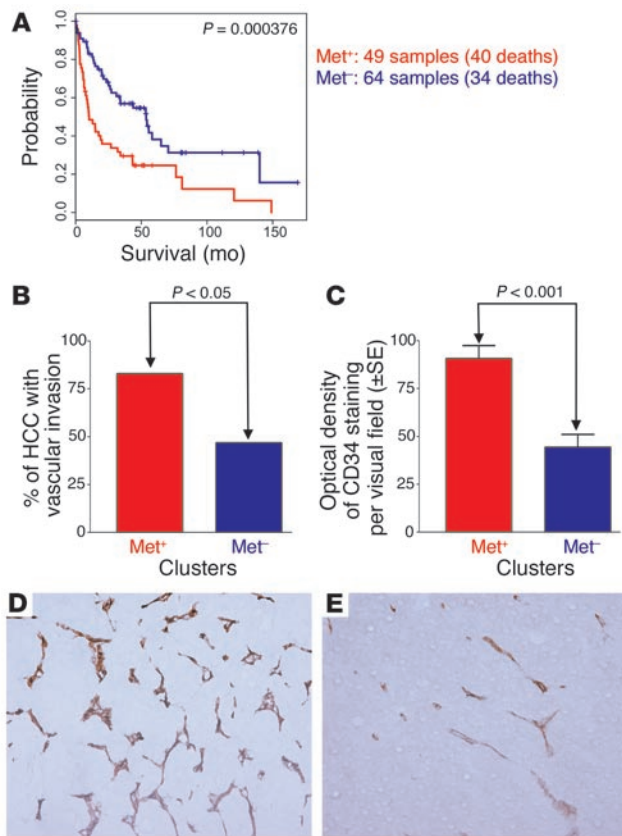 A
P = 0.000376
Met⁺: 49 samples (40 deaths)
Met⁻: 64 samples (34 deaths)
Probability
1.0
0.8
0.6
0.4
0.2
0.0
0 50 100 150
Survival (mo)
B
P < 0.05
% of HCC with
vascular invasion
100
75
50
25
0
Met⁺ Met⁻
Clusters
C
P < 0.001
Optical density
of CD34 staining
per visual field (±SE)
100
75
50
25
0
Met⁺ Met⁻
Clusters
D
E